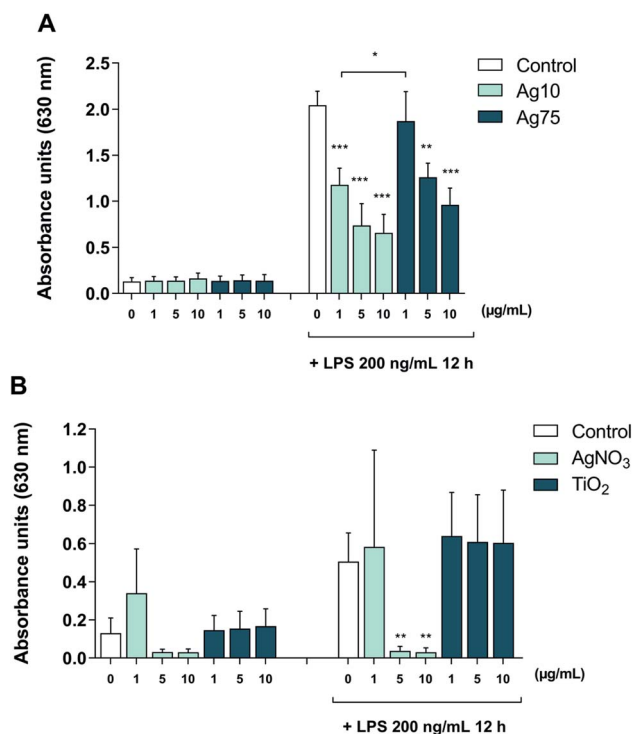 A
Absorbance units (630 nm)
2.5
2.0
1.5
1.0
0.5
0.0
*
***
***
***
**
***
Control
Ag10
Ag75
0 1 5 10 1 5 10 0 1 5 10 1 5 10 (µg/mL)
+ LPS 200 ng/mL 12 h
B
Absorbance units (630 nm)
1.2
1.0
0.8
0.6
0.4
0.2
0.0
** **
Control
AgNO3
TiO2
0 1 5 10 1 5 10 0 1 5 10 1 5 10 (µg/mL)
+ LPS 200 ng/mL 12 h